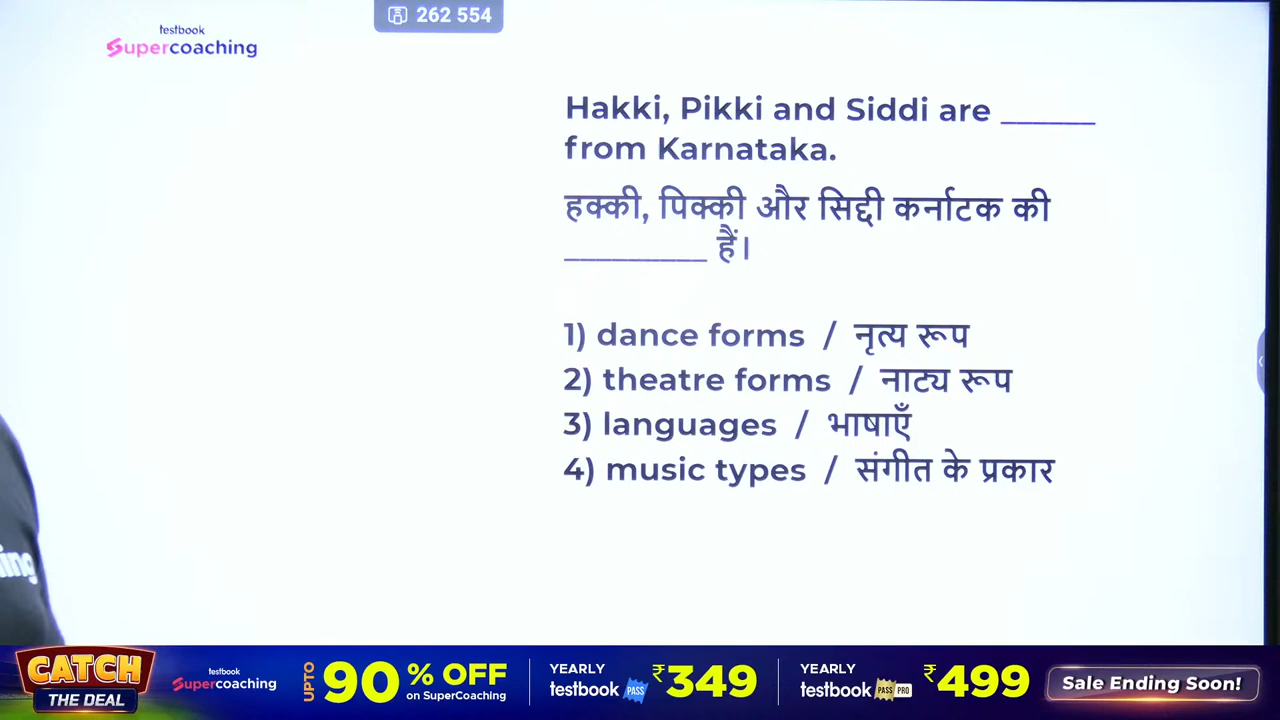 testbook
Supercoaching
262 554
Hakki, Pikki and Siddi are ______
from Karnataka.
हक्की, पिक्की और सिद्दी कर्नाटक की
_________ हैं।
1) dance forms / नृत्य रूप
2) theatre forms / नाट्य रूप
3) languages / भाषाएँ
4) music types / संगीत के प्रकार
ing
CATCH
THE DEAL
testbook
Supercoaching
UPTO
90% OFF
on SuperCoaching
YEARLY
testbook PASS
₹349
YEARLY
testbook PASS PRO
₹499
Sale Ending Soon!